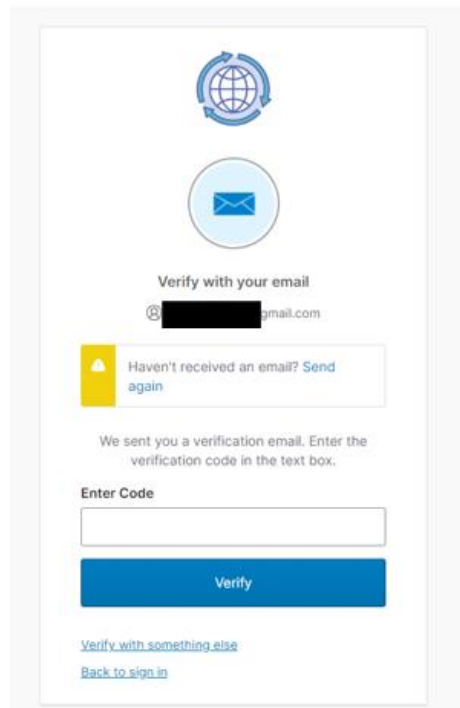 Verify with your email
gmail.com
Haven't received an email? Send
again
We sent you a verification email. Enter the
verification code in the text box.
Enter Code
Verify
Verify with something else
Back to sign in